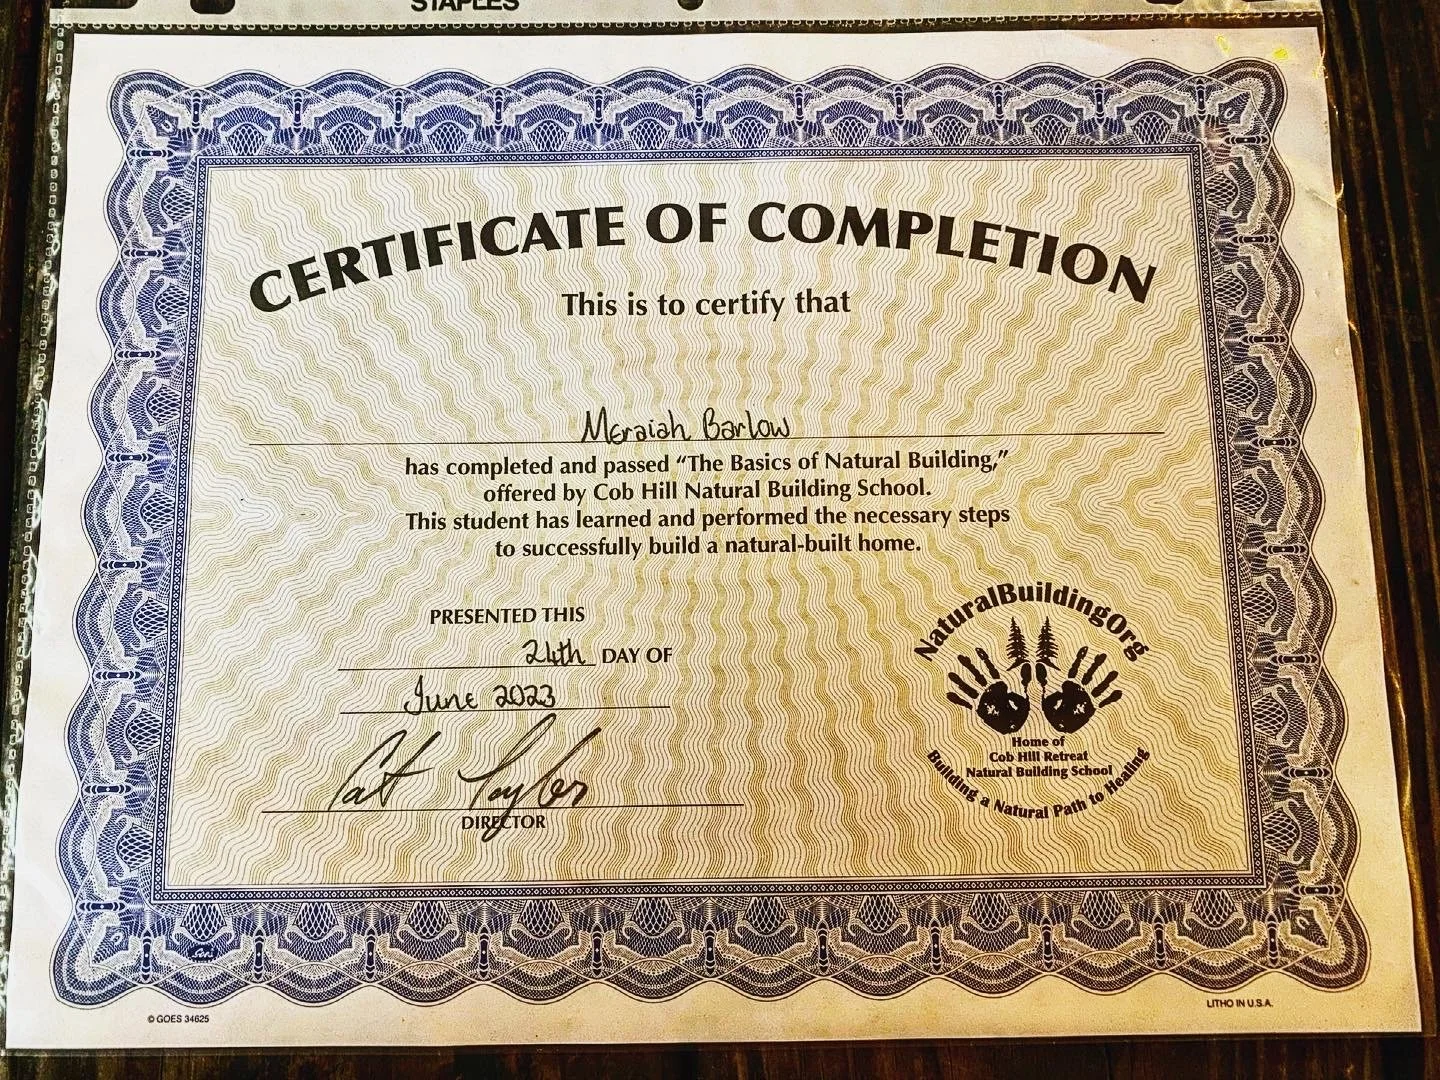 STAPLES
CERTIFICATE OF COMPLETION
This is to certify that
Meraiah Barlow
has completed and passed “The Basics of Natural Building,”
offered by Cob Hill Natural Building School.
This student has learned and performed the necessary steps
to successfully build a natural-built home.
PRESENTED THIS
24th DAY OF
June 2023
Cat Taylor
DIRECTOR
NaturalBuildingOrg
Home of
Cob Hill Retreat
Natural Building School
Building a Natural Path to Healing
Goes
© GOES 34625
LITHO IN U.S.A.